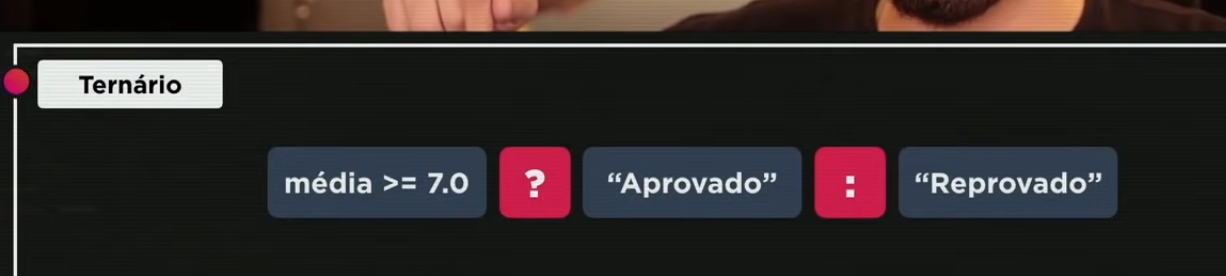 Ternário
média >= 7.0 ? “Aprovado” : “Reprovado”